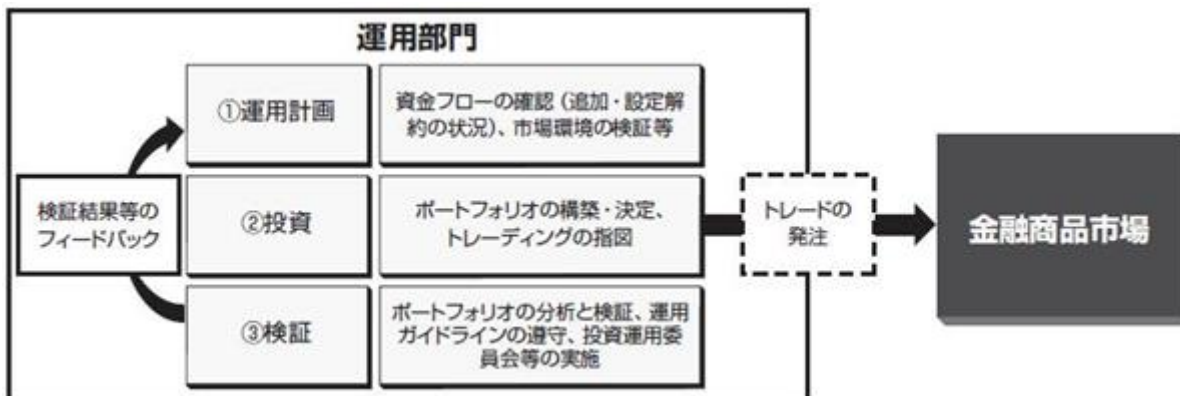 運用部門
①運用計画
資金フローの確認(追加・設定解
約の状況)、市場環境の検証等
検証結果等の
フィードバック
②投資
ポートフォリオの構築・決定、
トレーディングの指図
トレードの
発注
金融商品市場
③検証
ポートフォリオの分析と検証、運用
ガイドラインの遵守、投資運用委
員会等の実施